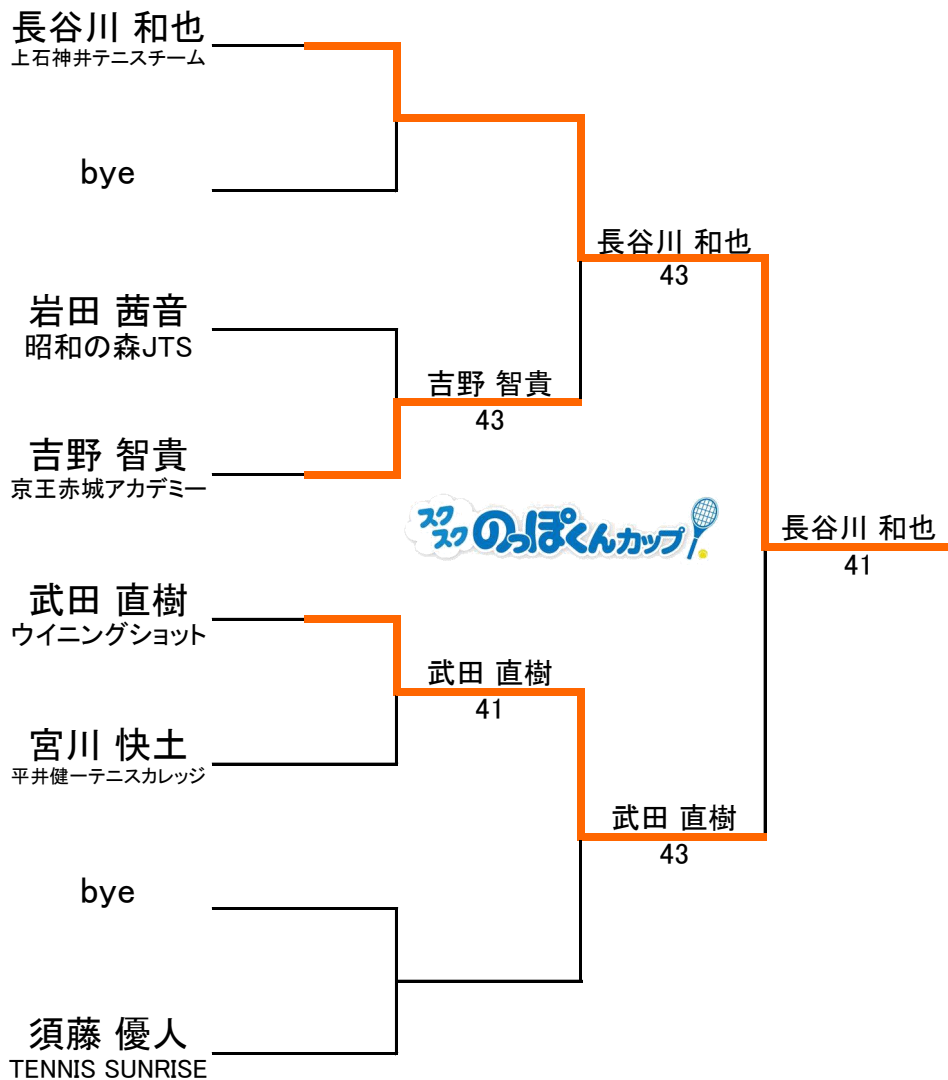 長谷川 和也
上石神井テニスチーム
bye
長谷川 和也
43
岩田 茜音
昭和の森JTS
吉野 智貴
43
吉野 智貴
京王赤城アカデミー
スクスク のっぽくんカップ
長谷川 和也
41
武田 直樹
ウイニングショット
武田 直樹
41
宮川 快土
平井健一テニスカレッジ
武田 直樹
43
bye
須藤 優人
TENNIS SUNRISE